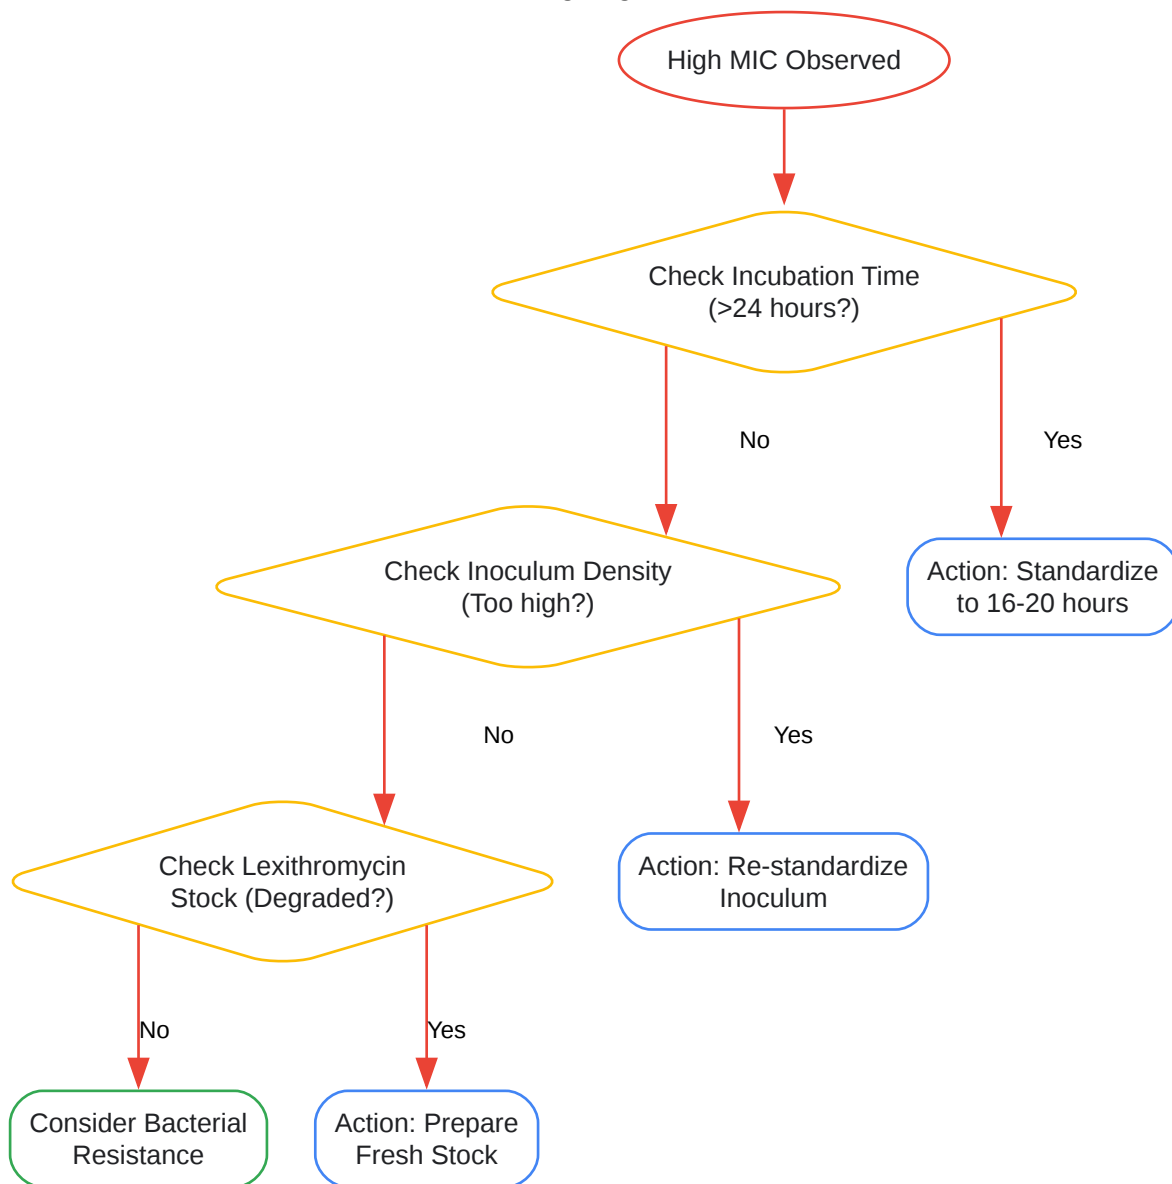 High MIC Observed
Check Incubation Time
(>24 hours?)
No
Yes
Check Inoculum Density
(Too high?)
Action: Standardize
to 16-20 hours
No
Yes
Check Lexithromycin
Stock (Degraded?)
Action: Re-standardize
Inoculum
No
Yes
Consider Bacterial
Resistance
Action: Prepare
Fresh Stock